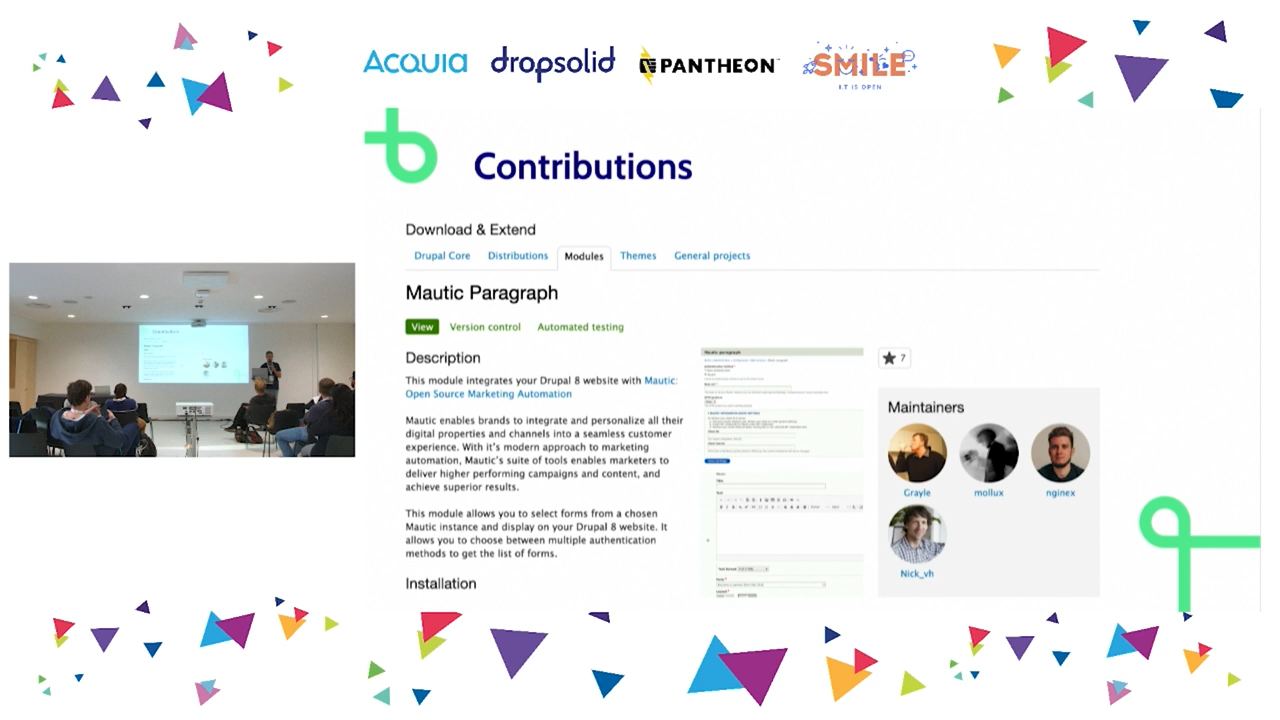 ACQUIA dropsolid PANTHEON SMILE
I.T IS OPEN
Contributions
Download & Extend
Drupal Core Distributions Modules Themes General projects
Mautic Paragraph
View Version control Automated testing
Description
This module integrates your Drupal 8 website with Mautic:
Open Source Marketing Automation
Mautic enables brands to integrate and personalize all their
digital properties and channels into a seamless customer
experience. With it's modern approach to marketing
automation, Mautic's suite of tools enables marketers to
deliver higher performing campaigns and content, and
achieve superior results.
This module allows you to select forms from a chosen
Mautic instance and display on your Drupal 8 website. It
allows you to choose between multiple authentication
methods to get the list of forms.
Installation
Mautic paragraph
7
Maintainers
Grayle mollux nginex
Nick_vh